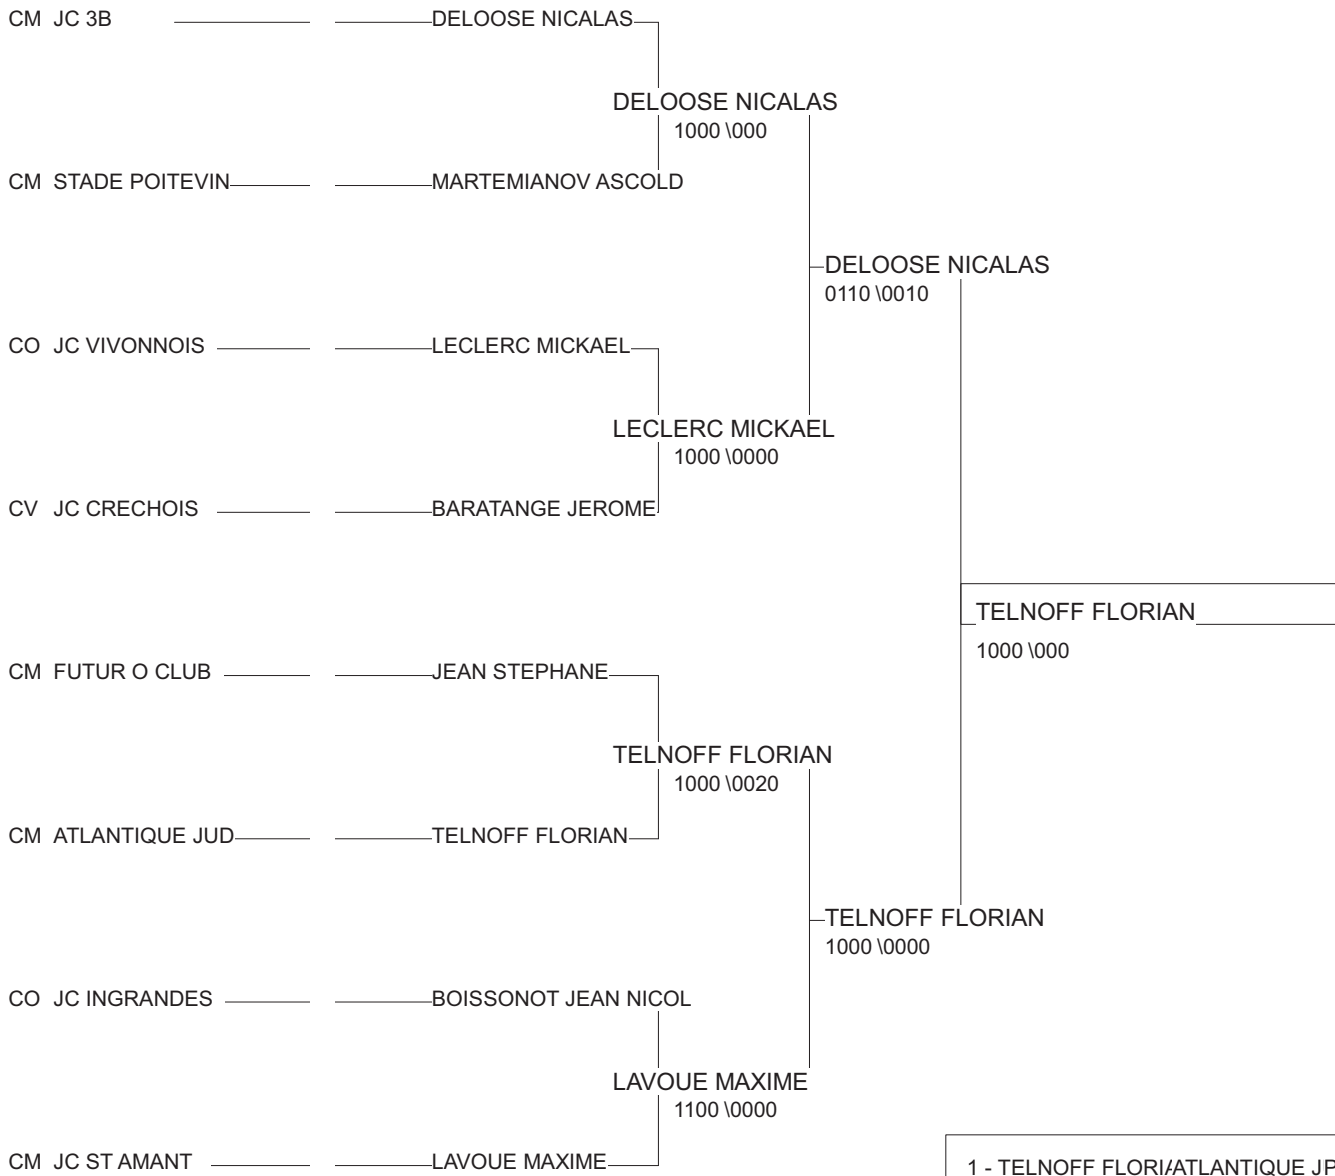 CM JC 3B DELOOSE NICALAS
DELOOSE NICALAS
1000 \000
CM STADE POITEVIN MARTEMIANOV ASCOLD
DELOOSE NICALAS
0110 \0010
CO JC VIVONNOIS LECLERC MICKAEL
LECLERC MICKAEL
1000 \0000
CV JC CRECHOIS BARATANGE JEROME
TELNOFF FLORIAN
1000 \000
CM FUTUR O CLUB JEAN STEPHANE
TELNOFF FLORIAN
1000 \0020
CM ATLANTIQUE JUD TELNOFF FLORIAN
TELNOFF FLORIAN
1000 \0000
CO JC INGRANDES BOISSONOT JEAN NICOL
LAVOUE MAXIME
1100 \0000
CM JC ST AMANT LAVOUE MAXIME
1 - TELNOFF FLORIATLANTIQUE JP